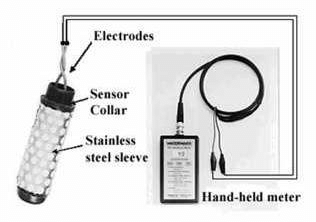 Electrodes
Sensor
Collar
Stainless
steel sleeve
WATERMARK
Hand-held meter